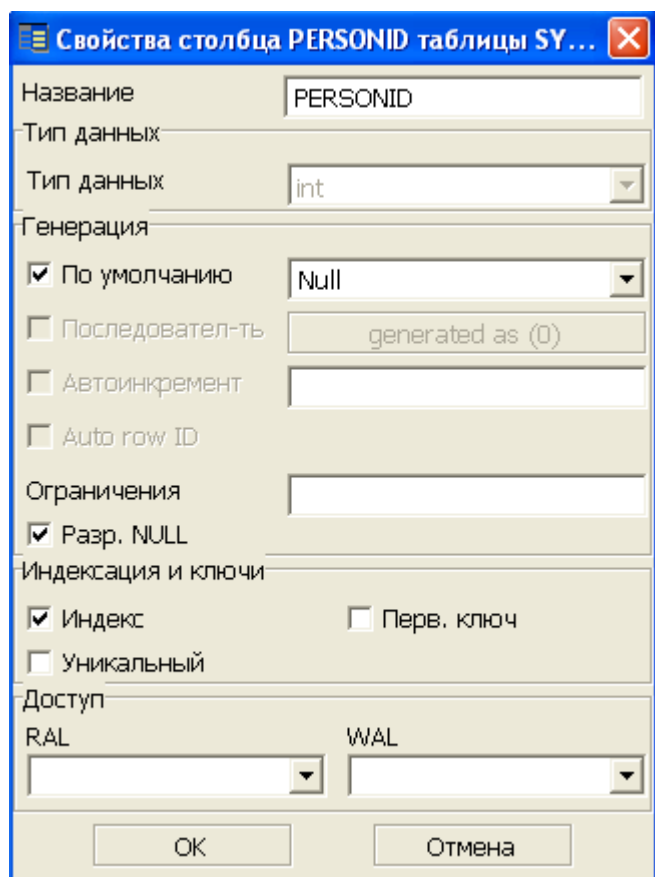 Свойства столбца PERSONID таблицы SY...
Название PERSONID
Тип данных
Тип данных int
Генерация
По умолчанию Null
Последовател-ть generated as (0)
Автоинкремент
Auto row ID
Ограничения
Разр. NULL
Индексация и ключи
Индекс Перв. ключ
Уникальный
Доступ
RAL WAL
OK Отмена